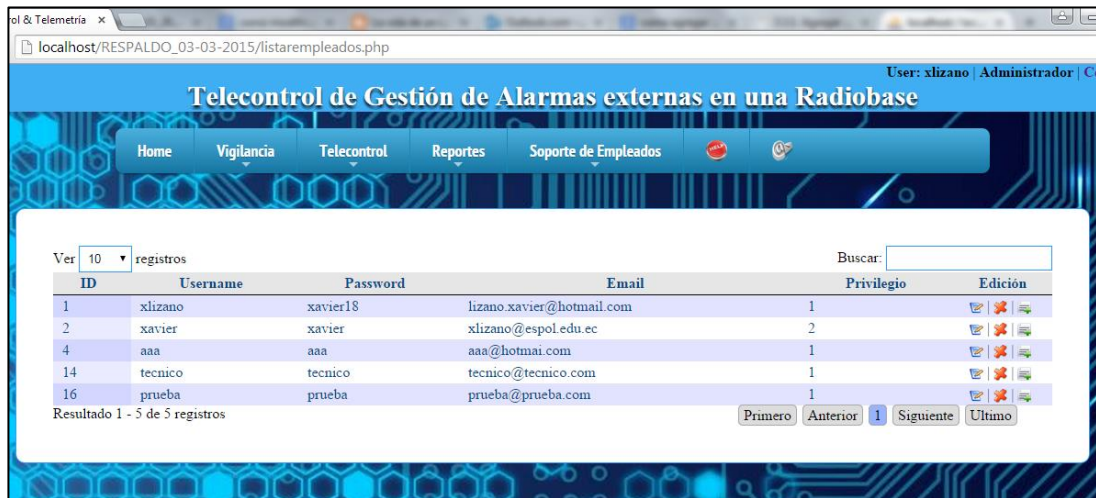 rol & Telemetría ×
localhost/RESPALDO_03-03-2015/listarempleados.php
User: xlizano | Administrador | C
Telecontrol de Gestión de Alarmas externas en una Radiobase
Home Vigilancia Telecontrol Reportes Soporte de Empleados HELP
Ver 10 registros Buscar:
ID Username Password Email Privilegio Edición
1 xlizano xavier18 lizano.xavier@hotmail.com 1
2 xavier xavier xlizano@espol.edu.ec 2
4 aaa aaa aaa@hotmai.com 1
14 tecnico tecnico tecnico@tecnico.com 1
16 prueba prueba prueba@prueba.com 1
Resultado 1 - 5 de 5 registros Primero Anterior 1 Siguiente Ultimo